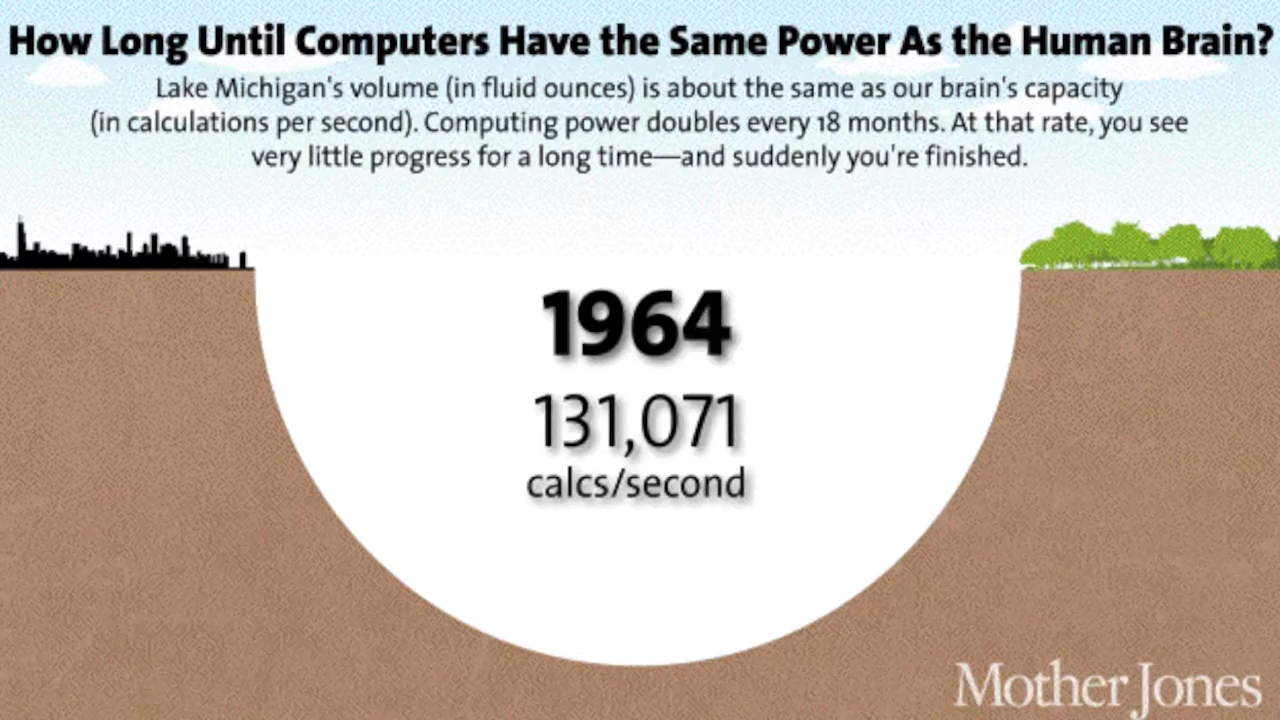 How Long Until Computers Have the Same Power As the Human Brain?
Lake Michigan's volume (in fluid ounces) is about the same as our brain's capacity
(in calculations per second). Computing power doubles every 18 months. At that rate, you see
very little progress for a long time—and suddenly you're finished.
1964
131,071
calcs/second
Mother Jones